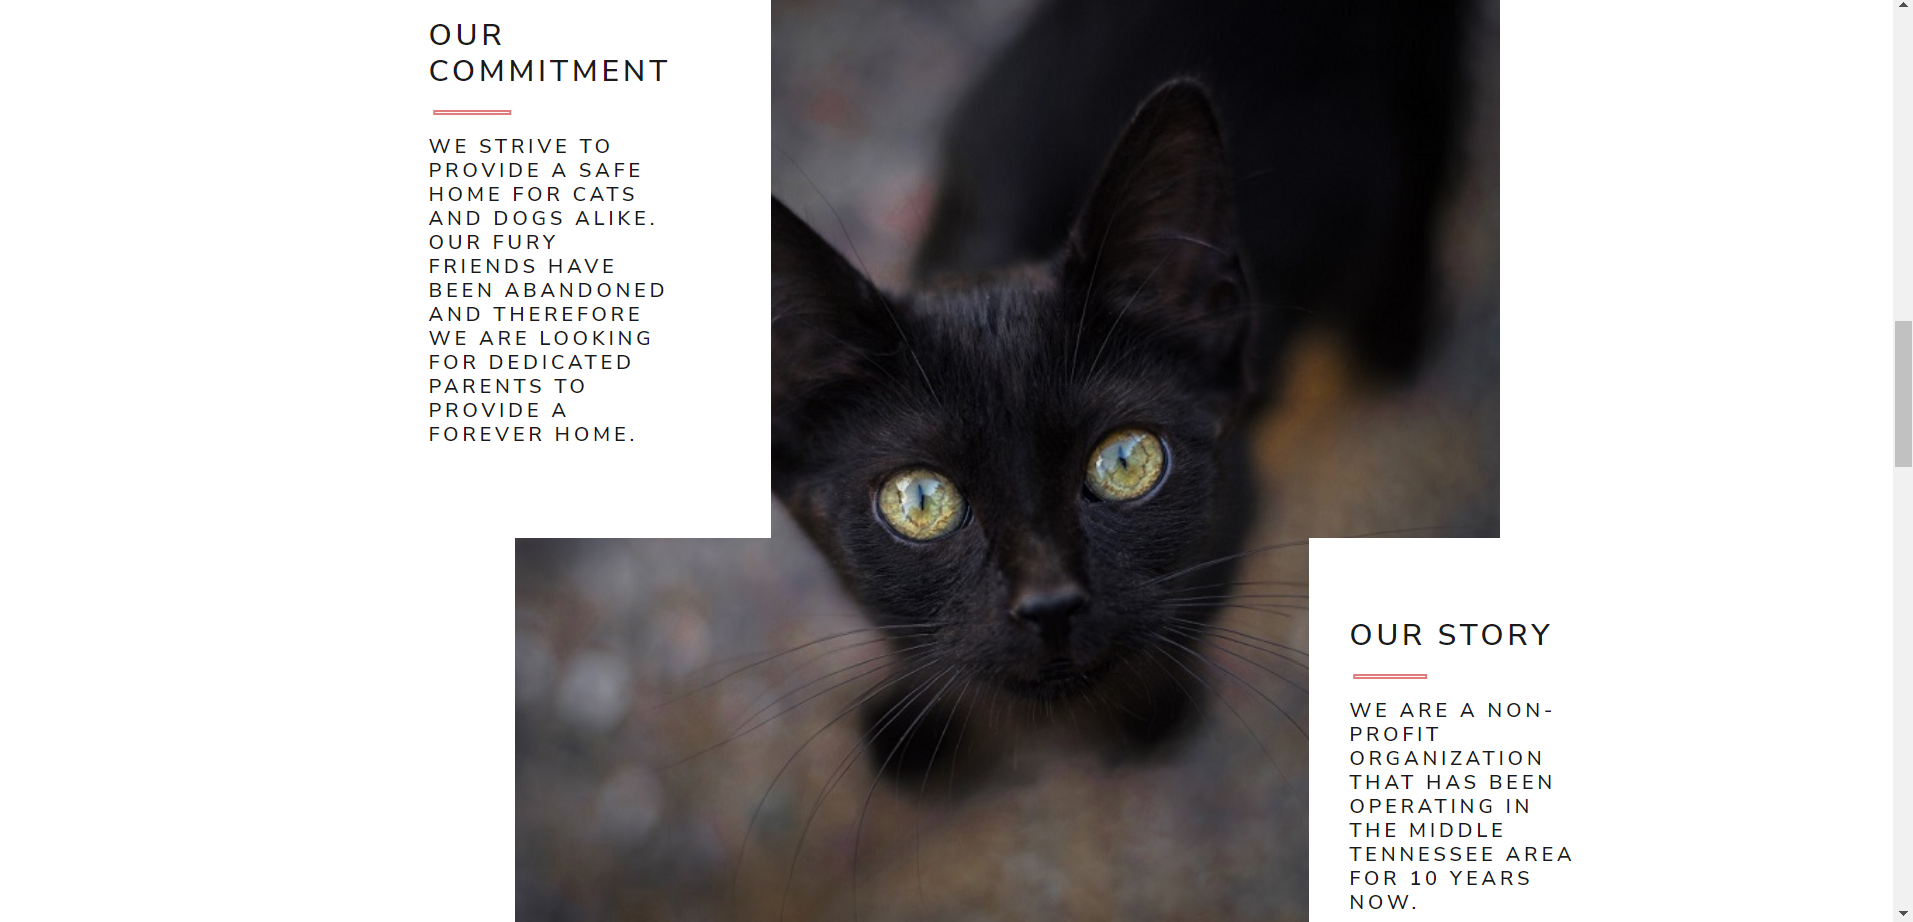 OUR
COMMITMENT
WE STRIVE TO
PROVIDE A SAFE
HOME FOR CATS
AND DOGS ALIKE.
OUR FURY
FRIENDS HAVE
BEEN ABANDONED
AND THEREFORE
WE ARE LOOKING
FOR DEDICATED
PARENTS TO
PROVIDE A
FOREVER HOME.
OUR STORY
WE ARE A NON-
PROFIT
ORGANIZATION
THAT HAS BEEN
OPERATING IN
THE MIDDLE
TENNESSEE AREA
FOR 10 YEARS
NOW.